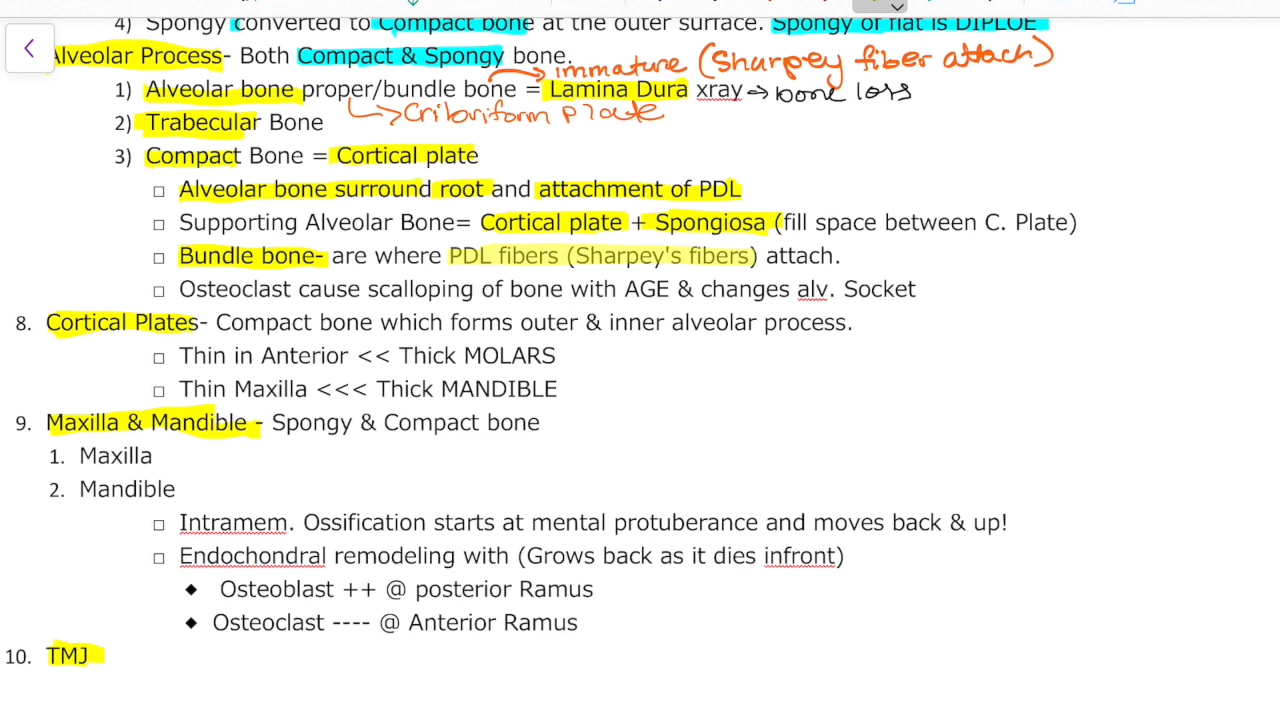 4) Spongy converted to Compact bone at the outer surface. Spongy of flat is DIPLOE
Alveolar Process- Both Compact & Spongy bone.
immature (Sharpey fiber attach)
1) Alveolar bone proper/bundle bone = Lamina Dura xray → bone loss
↳ Cribriform Plate
2) Trabecular Bone
3) Compact Bone = Cortical plate
□ Alveolar bone surround root and attachment of PDL
□ Supporting Alveolar Bone= Cortical plate + Spongiosa (fill space between C. Plate)
□ Bundle bone- are where PDL fibers (Sharpey's fibers) attach.
□ Osteoclast cause scalloping of bone with AGE & changes alv. Socket
8. Cortical Plates- Compact bone which forms outer & inner alveolar process.
□ Thin in Anterior << Thick MOLARS
□ Thin Maxilla <<< Thick MANDIBLE
9. Maxilla & Mandible - Spongy & Compact bone
1. Maxilla
2. Mandible
□ Intramem. Ossification starts at mental protuberance and moves back & up!
□ Endochondral remodeling with (Grows back as it dies infront)
◆ Osteoblast ++ @ posterior Ramus
◆ Osteoclast ---- @ Anterior Ramus
10. TMJ